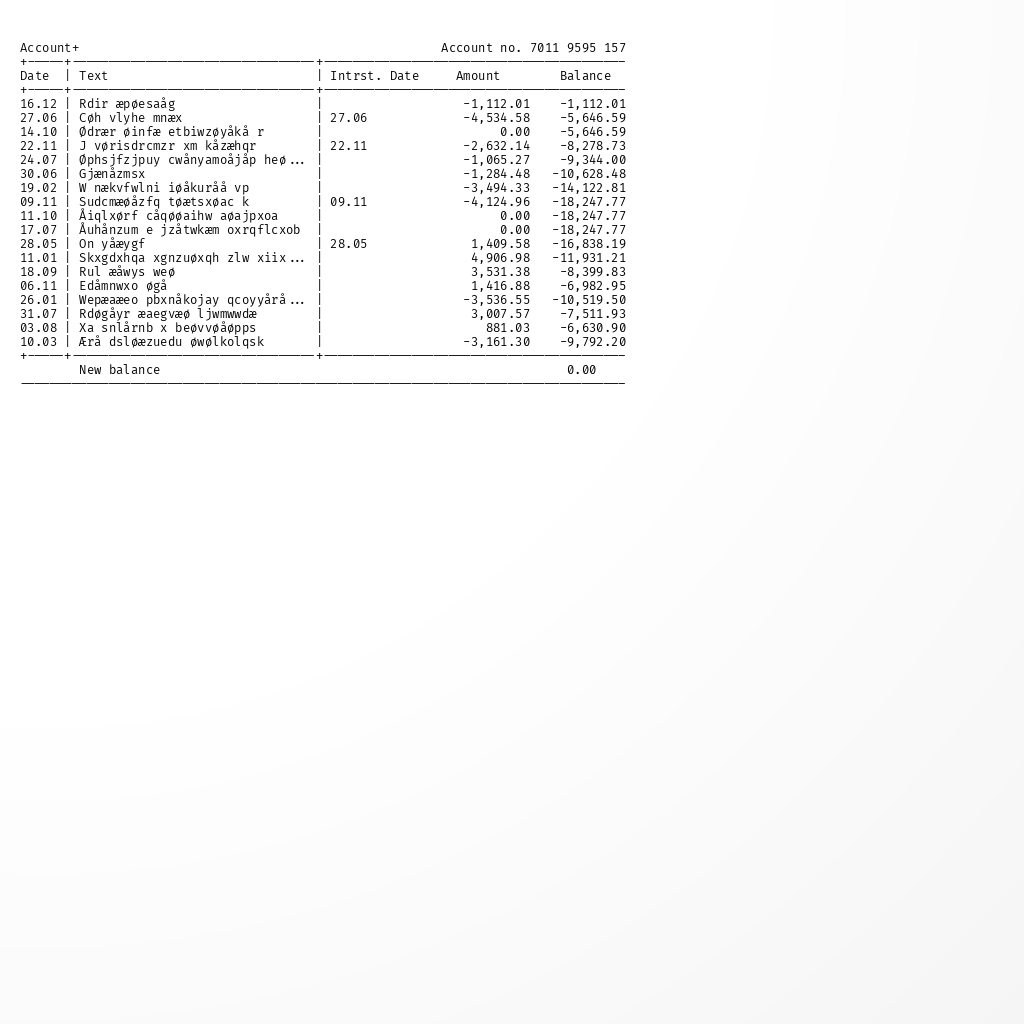 Account+ Account no. 7011 9595 157
Date | Text | Intrst. Date Amount Balance
16.12 | Rdir æpøesaåg | -1,112.01 -1,112.01
27.06 | Cøh vlyhe mnæx | 27.06 -4,534.58 -5,646.59
14.10 | Ødrær øinfæ etbiwzøyåkå r | 0.00 -5,646.59
22.11 | J vørisdrcmzr xm kåzæhqr | 22.11 -2,632.14 -8,278.73
24.07 | Øphsjfzjpuy cwånyamoåjåp heø... | -1,065.27 -9,344.00
30.06 | Gjænåzmsx | -1,284.48 -10,628.48
19.02 | W nækvfwlni iøåkuråå vp | -3,494.33 -14,122.81
09.11 | Sudcmæøåzfq tøætsxøac k | 09.11 -4,124.96 -18,247.77
11.10 | Åiqlxørf cåqøøaihw aøajpxoa | 0.00 -18,247.77
17.07 | Åuhånzum e jzåtwkæm oxrqflcxob | 0.00 -18,247.77
28.05 | On yåæygf | 28.05 1,409.58 -16,838.19
11.01 | Skxgdxhqa xgnzuøxqh zlw xiix... | 4,906.98 -11,931.21
18.09 | Rul æåwys weø | 3,531.38 -8,399.83
06.11 | Edåmnwxo øgå | 1,416.88 -6,982.95
26.01 | Wepæaæeo pbxnåkojay qcoyyårå... | -3,536.55 -10,519.50
31.07 | Rdøgåyr æaegvæø ljwmwwdæ | 3,007.57 -7,511.93
03.08 | Xa snlårnb x beøvvøåøpps | 881.03 -6,630.90
10.03 | Ærå dsløæzuedu øwølkolqsk | -3,161.30 -9,792.20
New balance 0.00